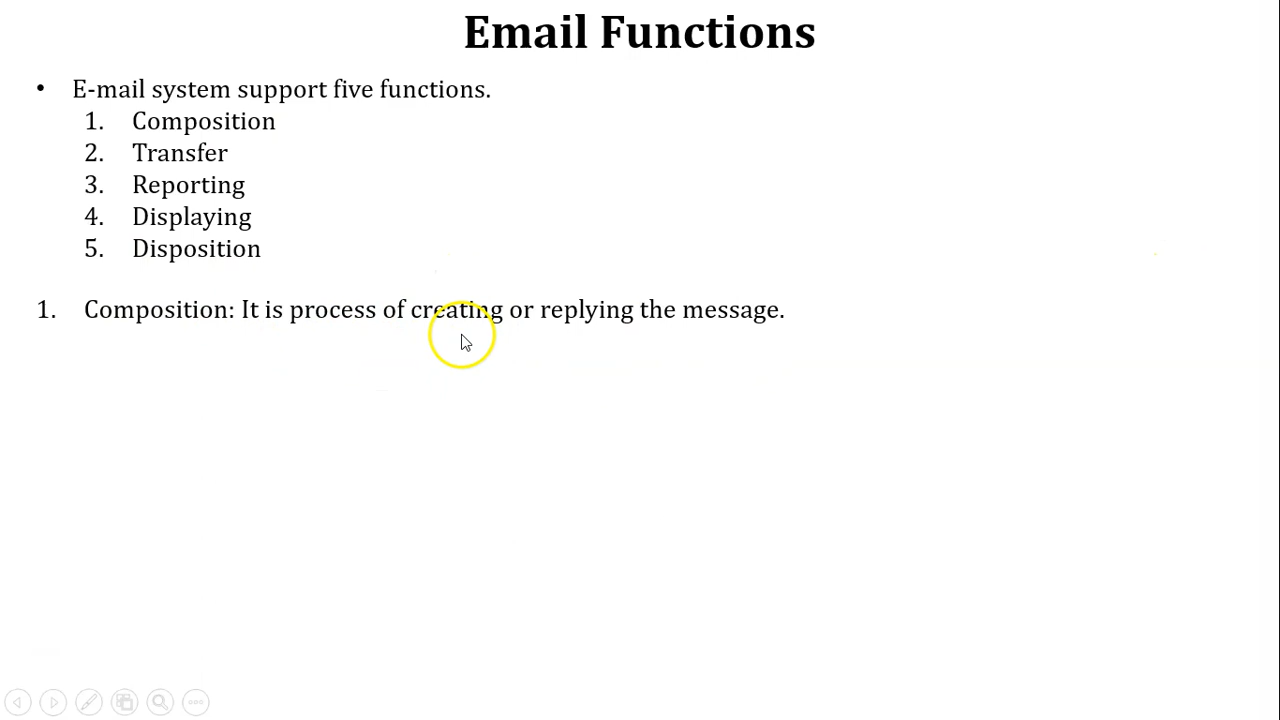 Email Functions
• E-mail system support five functions.
1. Composition
2. Transfer
3. Reporting
4. Displaying
5. Disposition
1. Composition: It is process of creating or replying the message.